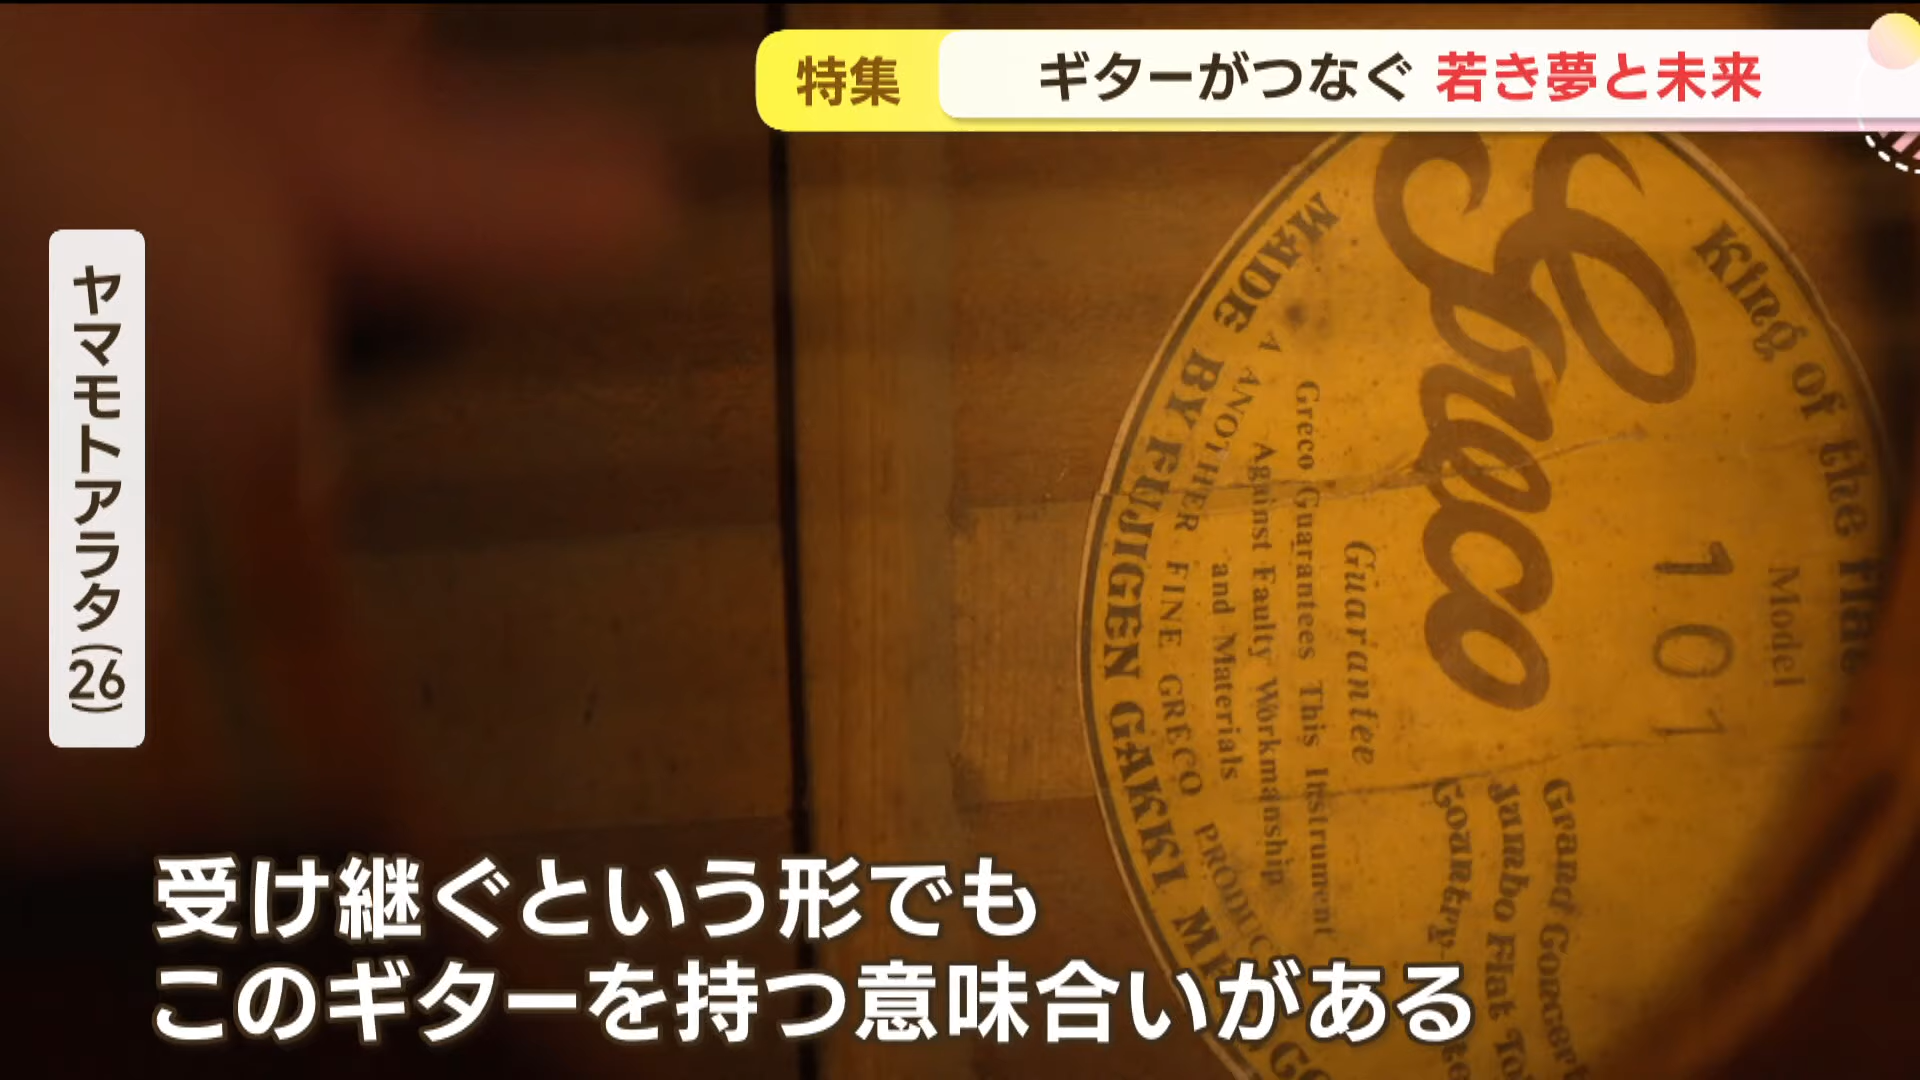 特集
ギターがつなぐ 若き夢と未来
ヤマモトアラタ(26)
King of the
Greco
Model
101
Grand Concert
Jumbo Flat
Country
Guarantee
Greco Guarantees This Instrument
Against Faulty Workmanship
and Materials
A ANOTHER FINE GRECO
MADE BY FUJIGEN GAKKI
受け継ぐという形でも
このギターを持つ意味合いがある